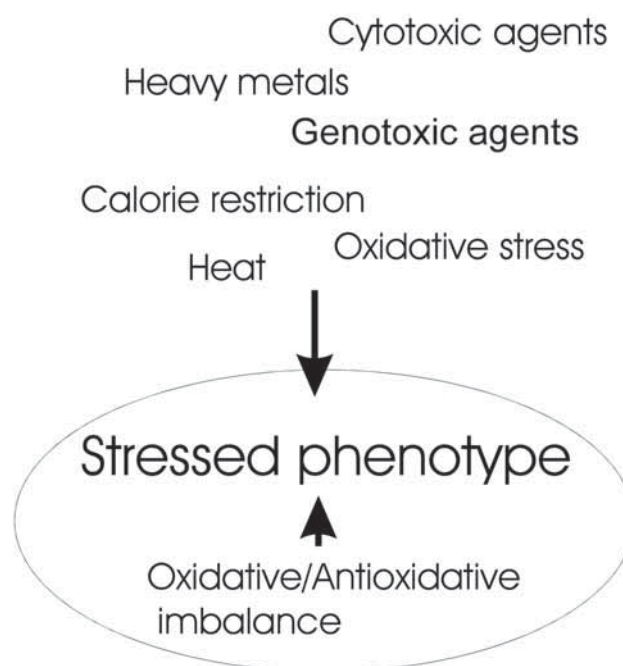 Cytotoxic agents
Heavy metals
Genotoxic agents
Calorie restriction
Oxidative stress
Heat
Stressed phenotype
Oxidative/Antioxidative
imbalance